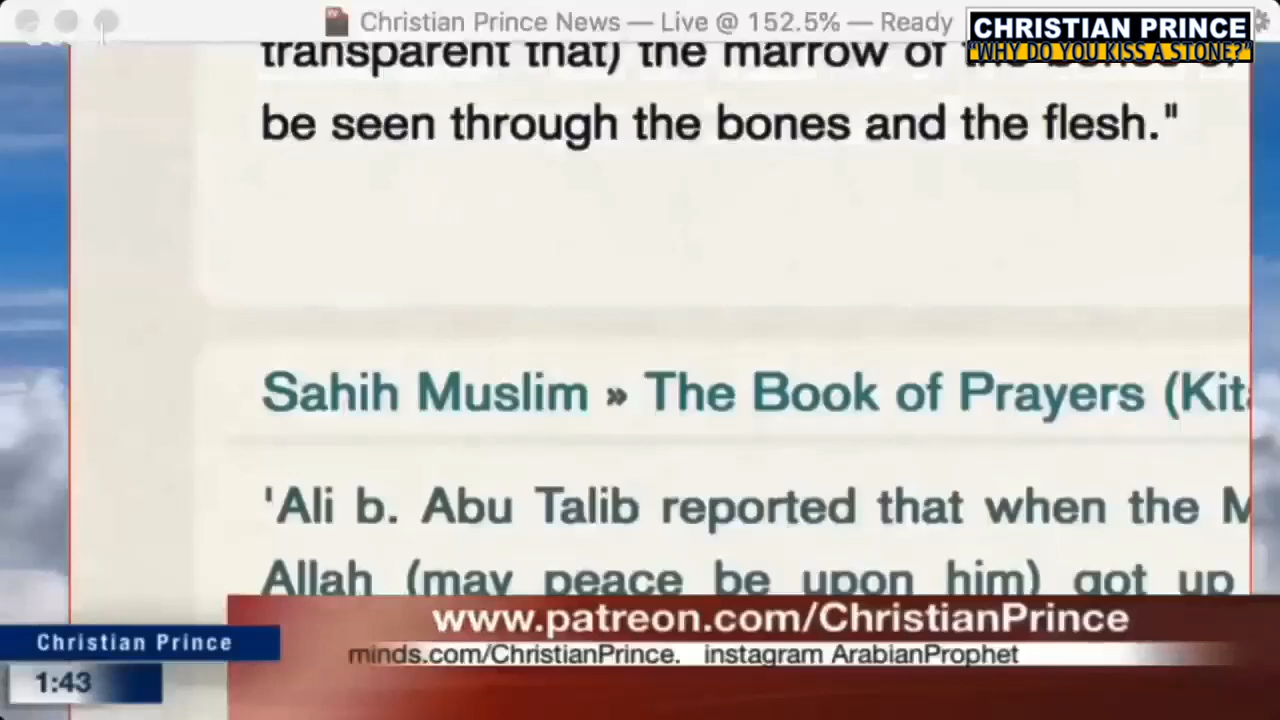 Christian Prince News — Live @ 152.5% — Ready
CHRISTIAN PRINCE
"WHY DO YOU KISS A STONE?"
transparent that) the marrow of
be seen through the bones and the flesh."
Sahih Muslim » The Book of Prayers (Kit
'Ali b. Abu Talib reported that when the M
Allah (may peace be upon him) got up
www.patreon.com/ChristianPrince
Christian Prince
minds.com/ChristianPrince. instagram ArabianProphet
1:43